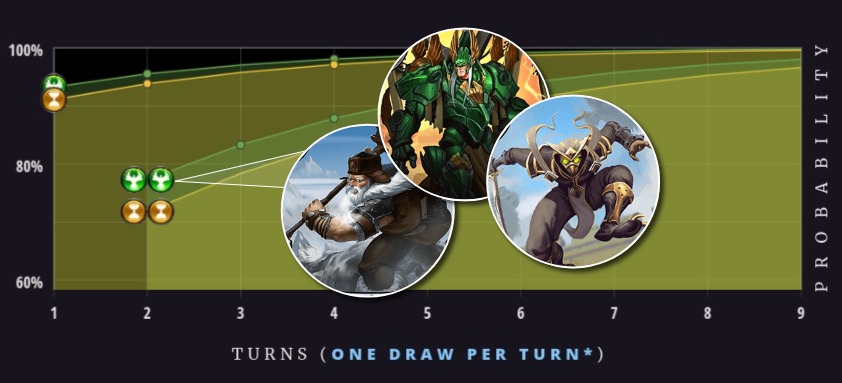 100%
80%
60%
1 2 3 4 5 6 7 8 9
TURNS (ONE DRAW PER TURN*)
PROBABILITY